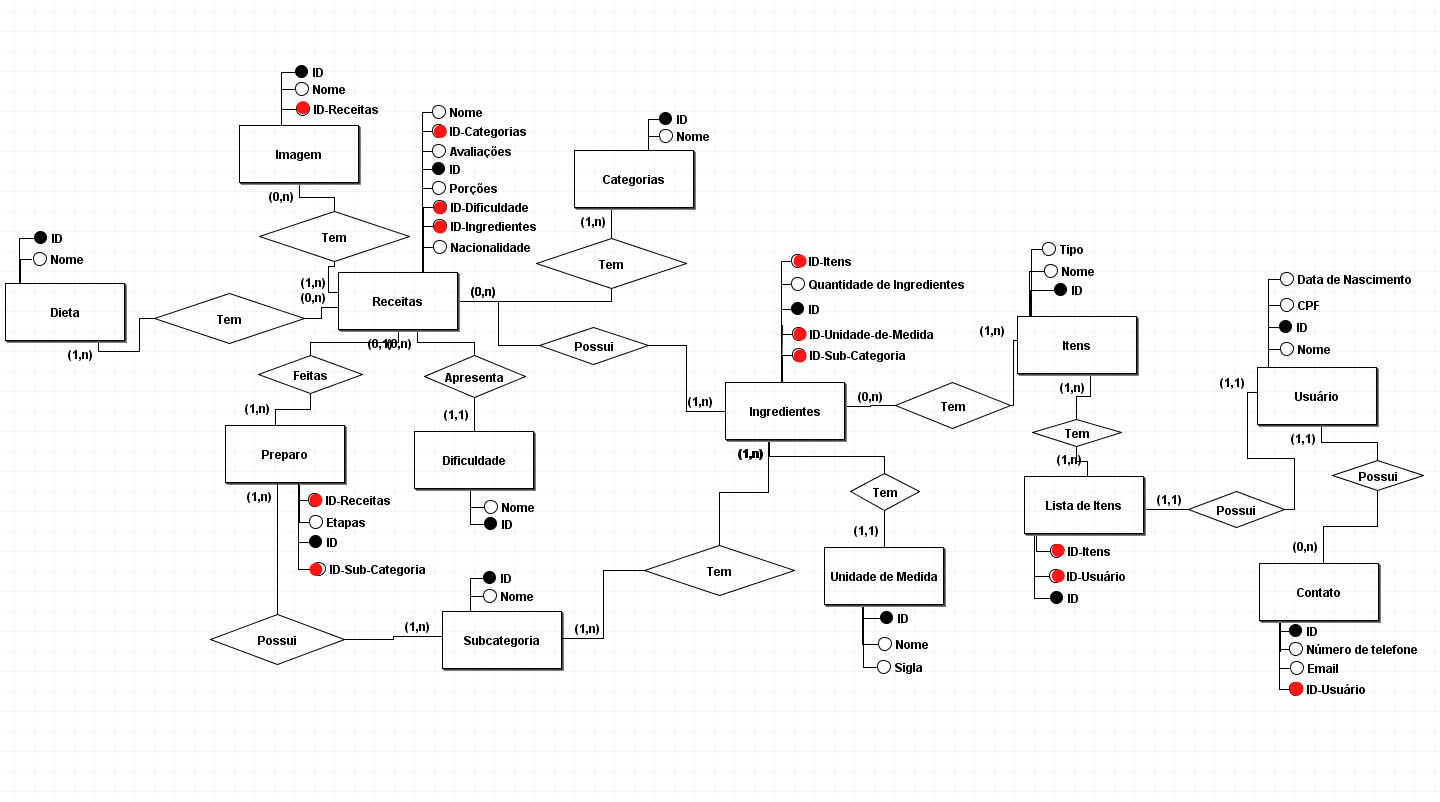 ID
Nome
ID-Receitas
Imagem
(0,n)
Tem
(1,n)
ID
Nome
Dieta
(1,n)
Tem
(0,n)
Nome
ID-Categorias
Avaliações
ID
Porções
ID-Dificuldade
ID-Ingredientes
Nacionalidade
Receitas
(0,n)
ID
Nome
Categorias
(1,n)
Tem
Possui
(1,n)
(0,1)
(0,n)
Feitas
(1,n)
Apresenta
(1,1)
Preparo
(1,n)
ID-Receitas
Etapas
ID
ID-Sub-Categoria
Dificuldade
Nome
ID
Possui
(1,n)
ID
Nome
Subcategoria
(1,n)
Tem
(1,n)
ID-Itens
Quantidade de Ingredientes
ID
ID-Unidade-de-Medida
ID-Sub-Categoria
Ingredientes
(0,n)
Tem
(1,n)
Tem
(1,1)
Unidade de Medida
ID
Nome
Sigla
Tipo
Nome
ID
Itens
(1,n)
Tem
(1,n)
Lista de Itens
(1,1)
ID-Itens
ID-Usuário
ID
Possui
(1,1)
Data de Nascimento
CPF
ID
Nome
Usuário
(1,1)
Possui
(0,n)
Contato
ID
Número de telefone
Email
ID-Usuário